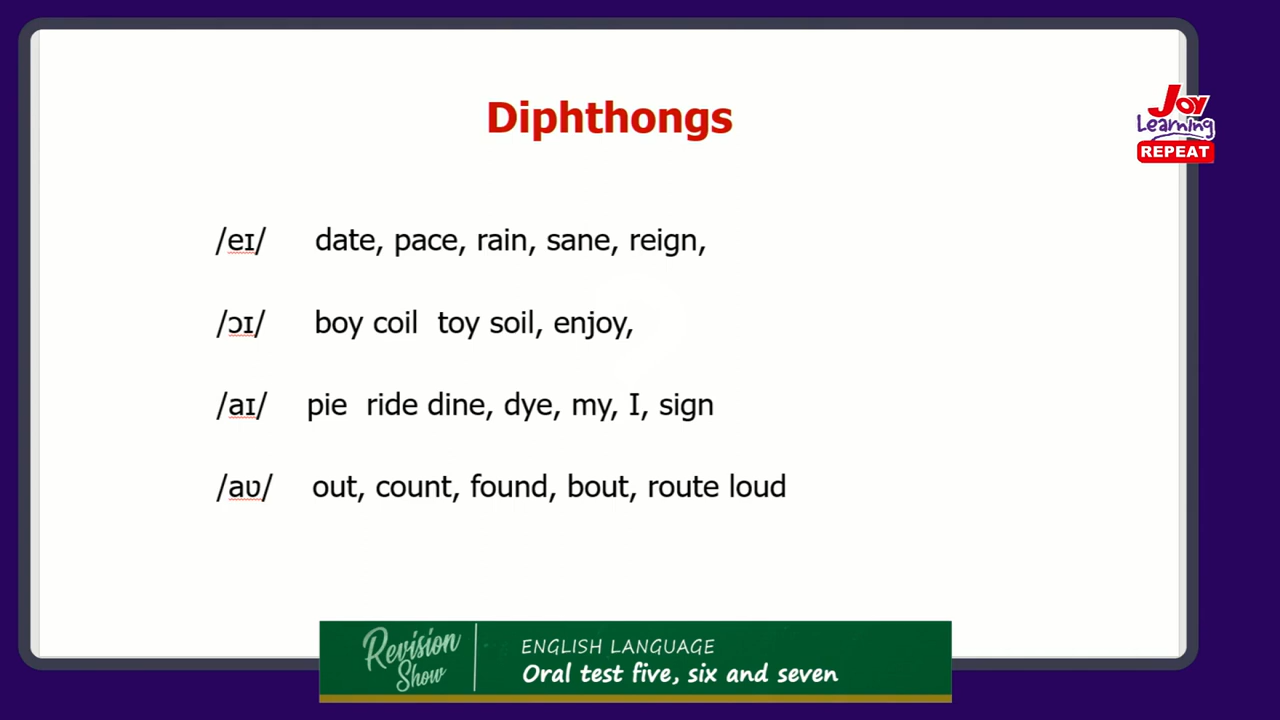 Diphthongs
Joy
Learning
REPEAT
/eɪ/ date, pace, rain, sane, reign,
/ɔɪ/ boy coil toy soil, enjoy,
/aɪ/ pie ride dine, dye, my, I, sign
/aʋ/ out, count, found, bout, route loud
Revision
Show
ENGLISH LANGUAGE
Oral test five, six and seven